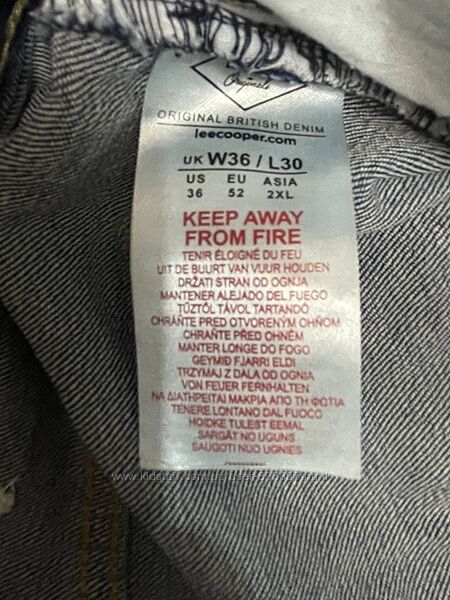 Originals
ORIGINAL BRITISH DENIM
leecooper.com
UK W36 / L30
US EU ASIA
36 52 2XL
KEEP AWAY
FROM FIRE
TENIR ÉLOIGNÉ DU FEU
UIT DE BUURT VAN VUUR HOUDEN
DRŽATI STRAN OD OGNJA
MANTENER ALEJADO DEL FUEGO
TŰZTŐL TÁVOL TARTANDÓ
CHRÁŇTE PRED OTVORENÝM OHŇOM
CHRAŇTE PŘED OHNĚM
MANTER LONGE DO FOGO
GEYMIÐ FJARRI ELDI
TRZYMAJ Z DALA OD OGNIA
VON FEUER FERNHALTEN
ΝΑ ΔΙΑΤΗΡΕΙΤΑΙ ΜΑΚΡΙΑ ΑΠΟ ΤΗ ΦΩΤΙΑ
TENERE LONTANO DAL FUOCO
HOIDKE TULEST EEMAL
SARGĀT NO UGUNS
SAUGOTI NUO UGNIES